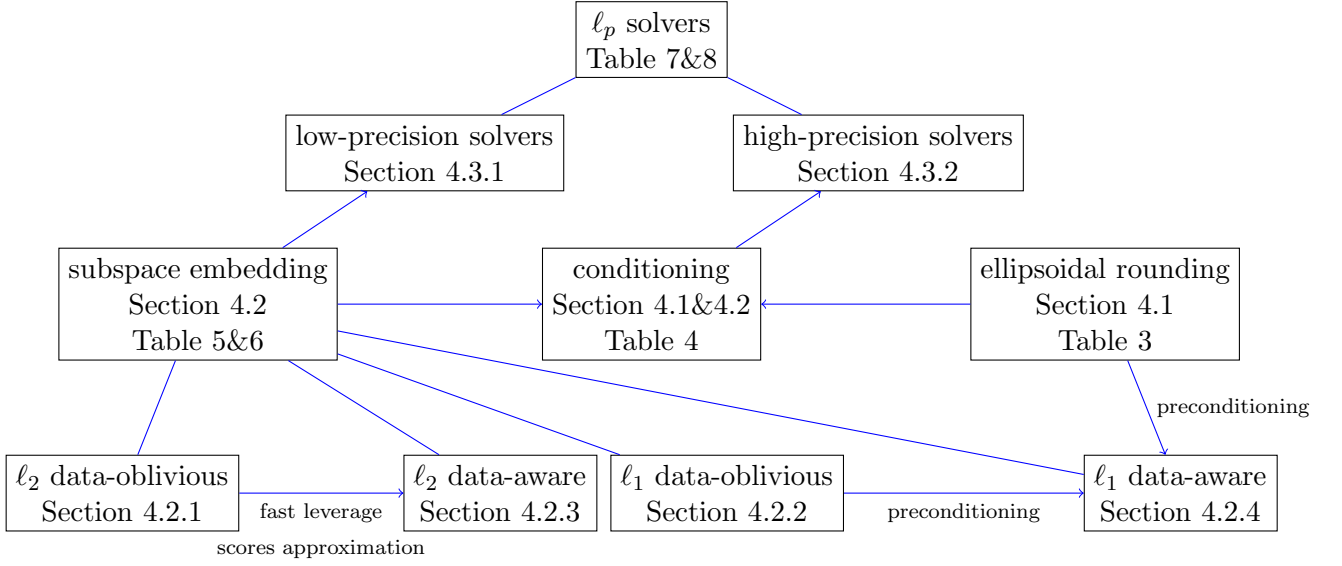 ℓp solvers
Table 7&8
low-precision solvers
Section 4.3.1
high-precision solvers
Section 4.3.2
subspace embedding
Section 4.2
Table 5&6
conditioning
Section 4.1&4.2
Table 4
ellipsoidal rounding
Section 4.1
Table 3
preconditioning
ℓ2 data-oblivious
Section 4.2.1
fast leverage
scores approximation
ℓ2 data-aware
Section 4.2.3
ℓ1 data-oblivious
Section 4.2.2
preconditioning
ℓ1 data-aware
Section 4.2.4